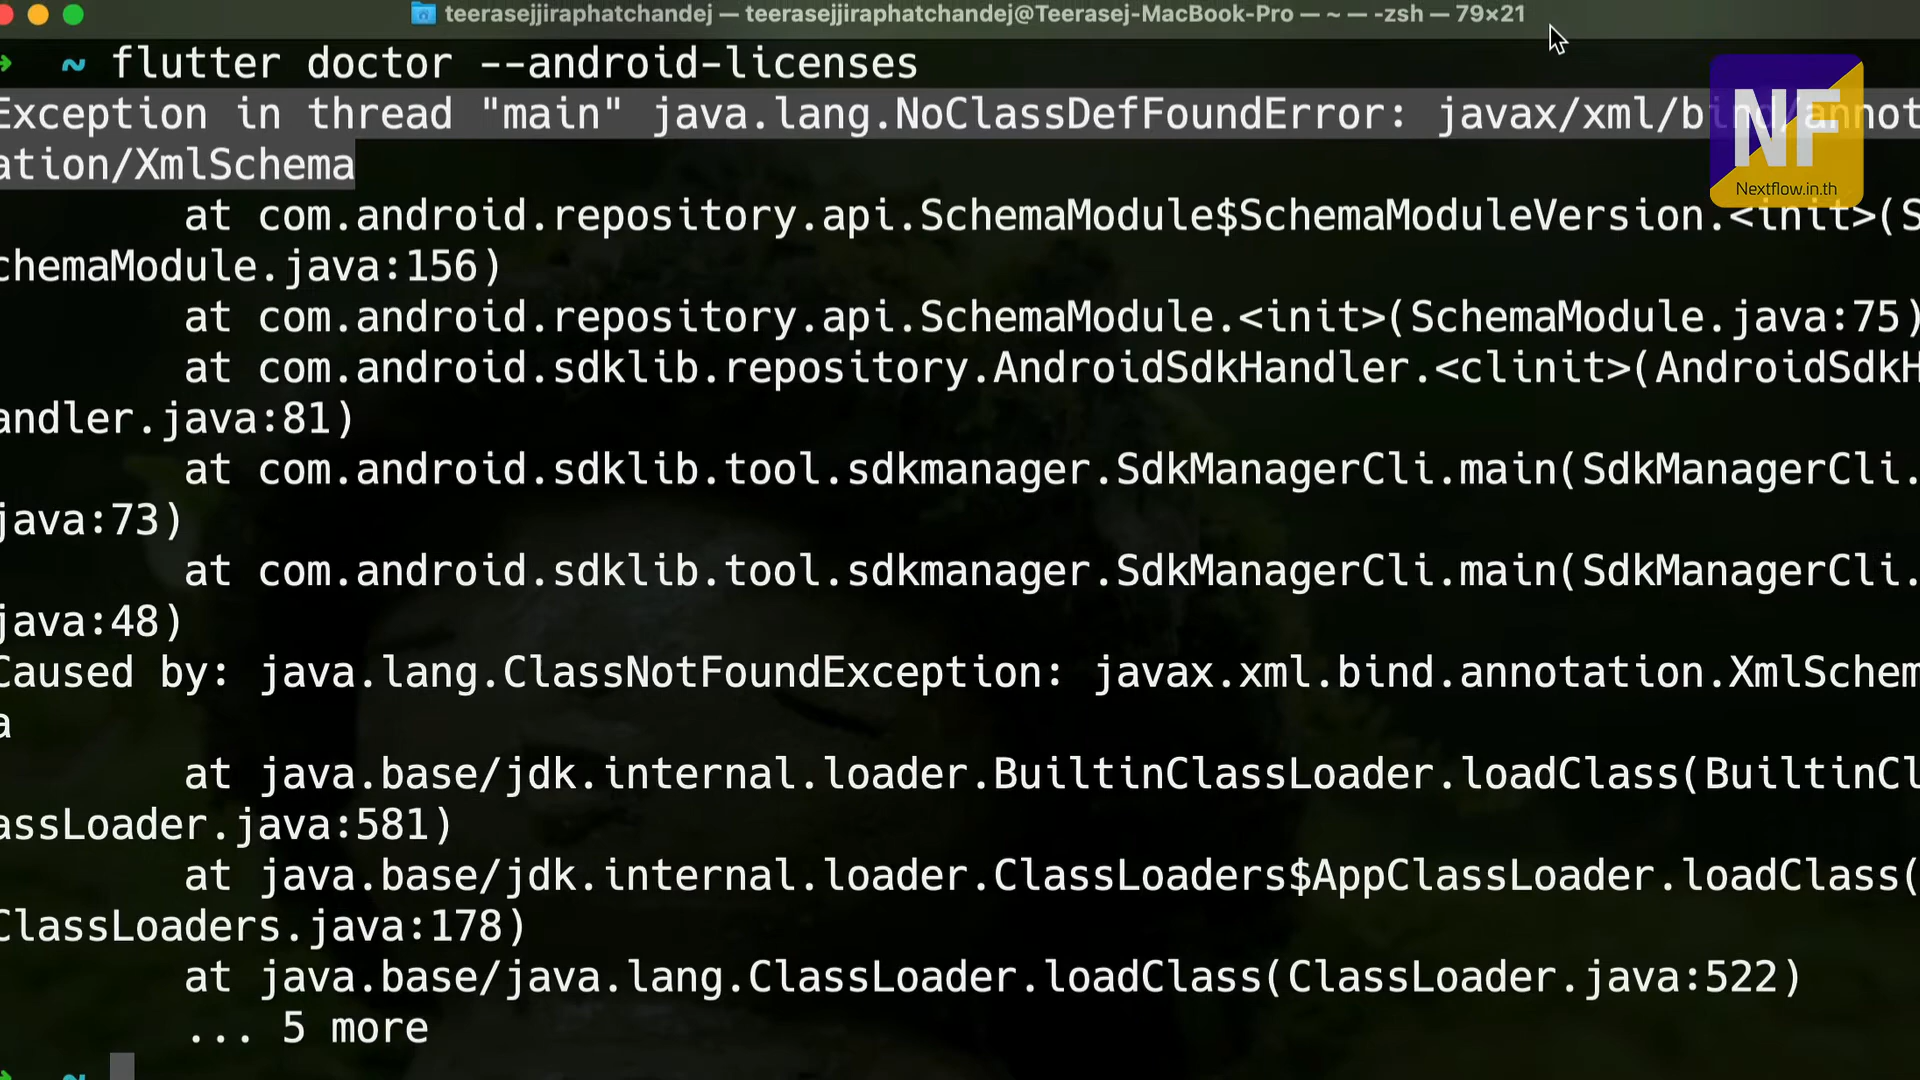 teerasejjiraphatchandej — teerasejjiraphatchandej@Teerasej-MacBook-Pro — ~ — -zsh — 79×21
~ flutter doctor --android-licenses
Exception in thread "main" java.lang.NoClassDefFoundError: javax/xml/bind/annot
ation/XmlSchema
NF
Nextflow.in.th
at com.android.repository.api.SchemaModule$SchemaModuleVersion.<init>(S
chemaModule.java:156)
at com.android.repository.api.SchemaModule.<init>(SchemaModule.java:75)
at com.android.sdklib.repository.AndroidSdkHandler.<clinit>(AndroidSdkH
andler.java:81)
at com.android.sdklib.tool.sdkmanager.SdkManagerCli.main(SdkManagerCli.
java:73)
at com.android.sdklib.tool.sdkmanager.SdkManagerCli.main(SdkManagerCli.
java:48)
Caused by: java.lang.ClassNotFoundException: javax.xml.bind.annotation.XmlSchem
a
at java.base/jdk.internal.loader.BuiltinClassLoader.loadClass(BuiltinCl
assLoader.java:581)
at java.base/jdk.internal.loader.ClassLoaders$AppClassLoader.loadClass(
ClassLoaders.java:178)
at java.base/java.lang.ClassLoader.loadClass(ClassLoader.java:522)
... 5 more
~